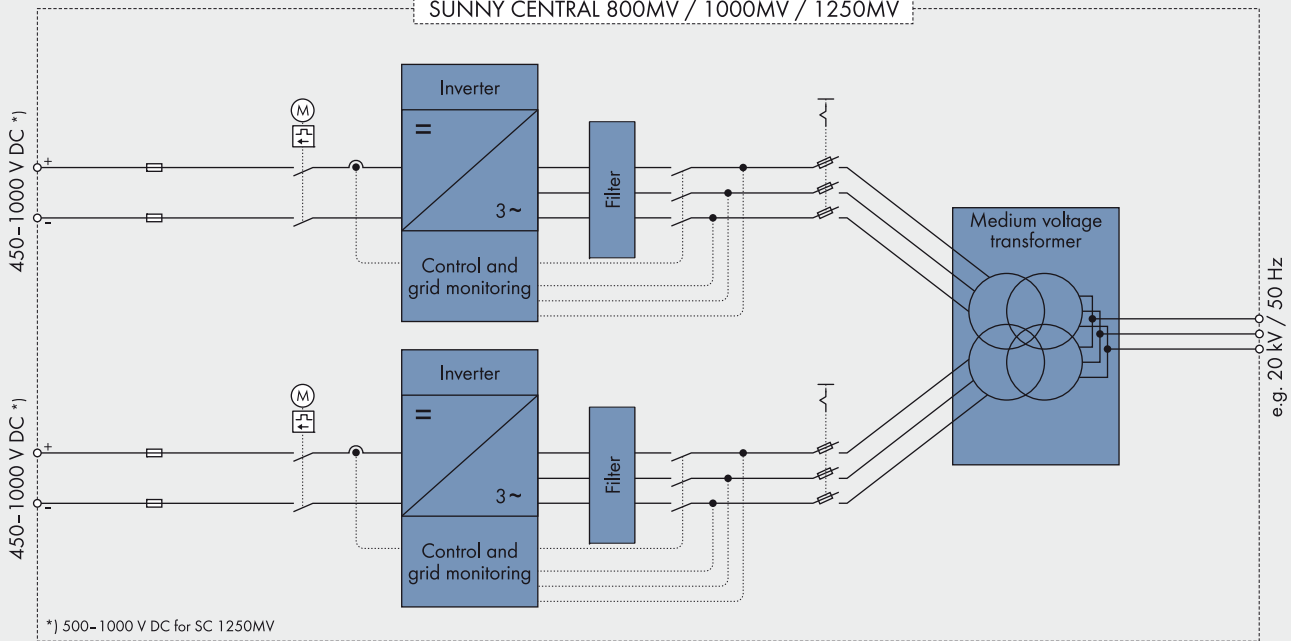 SUNNY CENTRAL 800MV / 1000MV / 1250MV
450–1000 V DC *)
+
-
M
Inverter
=
3~
Control and
grid monitoring
Filter
Medium voltage
transformer
e.g. 20 kV / 50 Hz
450–1000 V DC *)
+
-
M
Inverter
=
3~
Control and
grid monitoring
Filter
*) 500–1000 V DC for SC 1250MV